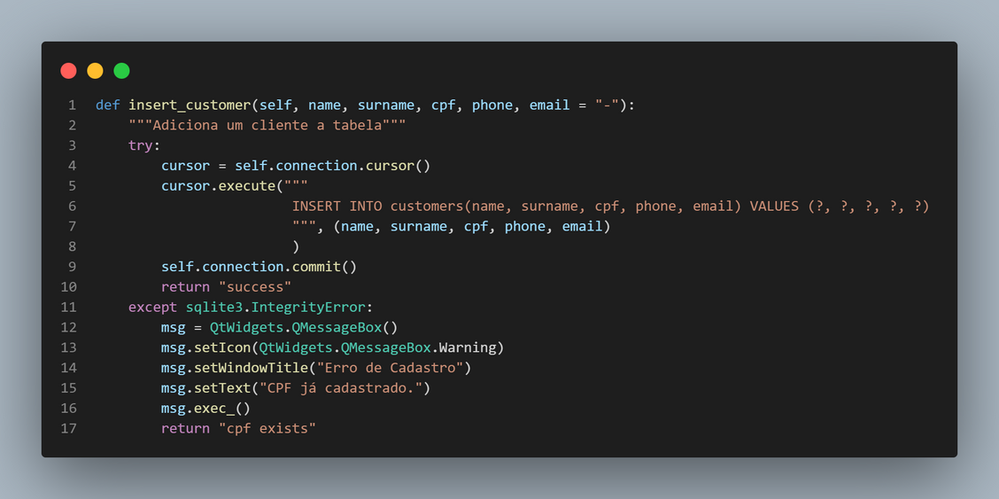 1 def insert_customer(self, name, surname, cpf, phone, email = "-"):
2     """Adiciona um cliente a tabela"""
3     try:
4         cursor = self.connection.cursor()
5         cursor.execute("""
6                         INSERT INTO customers(name, surname, cpf, phone, email) VALUES (?, ?, ?, ?, ?)
7                         """, (name, surname, cpf, phone, email)
8                         )
9         self.connection.commit()
10         return "success"
11     except sqlite3.IntegrityError:
12         msg = QtWidgets.QMessageBox()
13         msg.setIcon(QtWidgets.QMessageBox.Warning)
14         msg.setWindowTitle("Erro de Cadastro")
15         msg.setText("CPF já cadastrado.")
16         msg.exec_()
17         return "cpf exists"